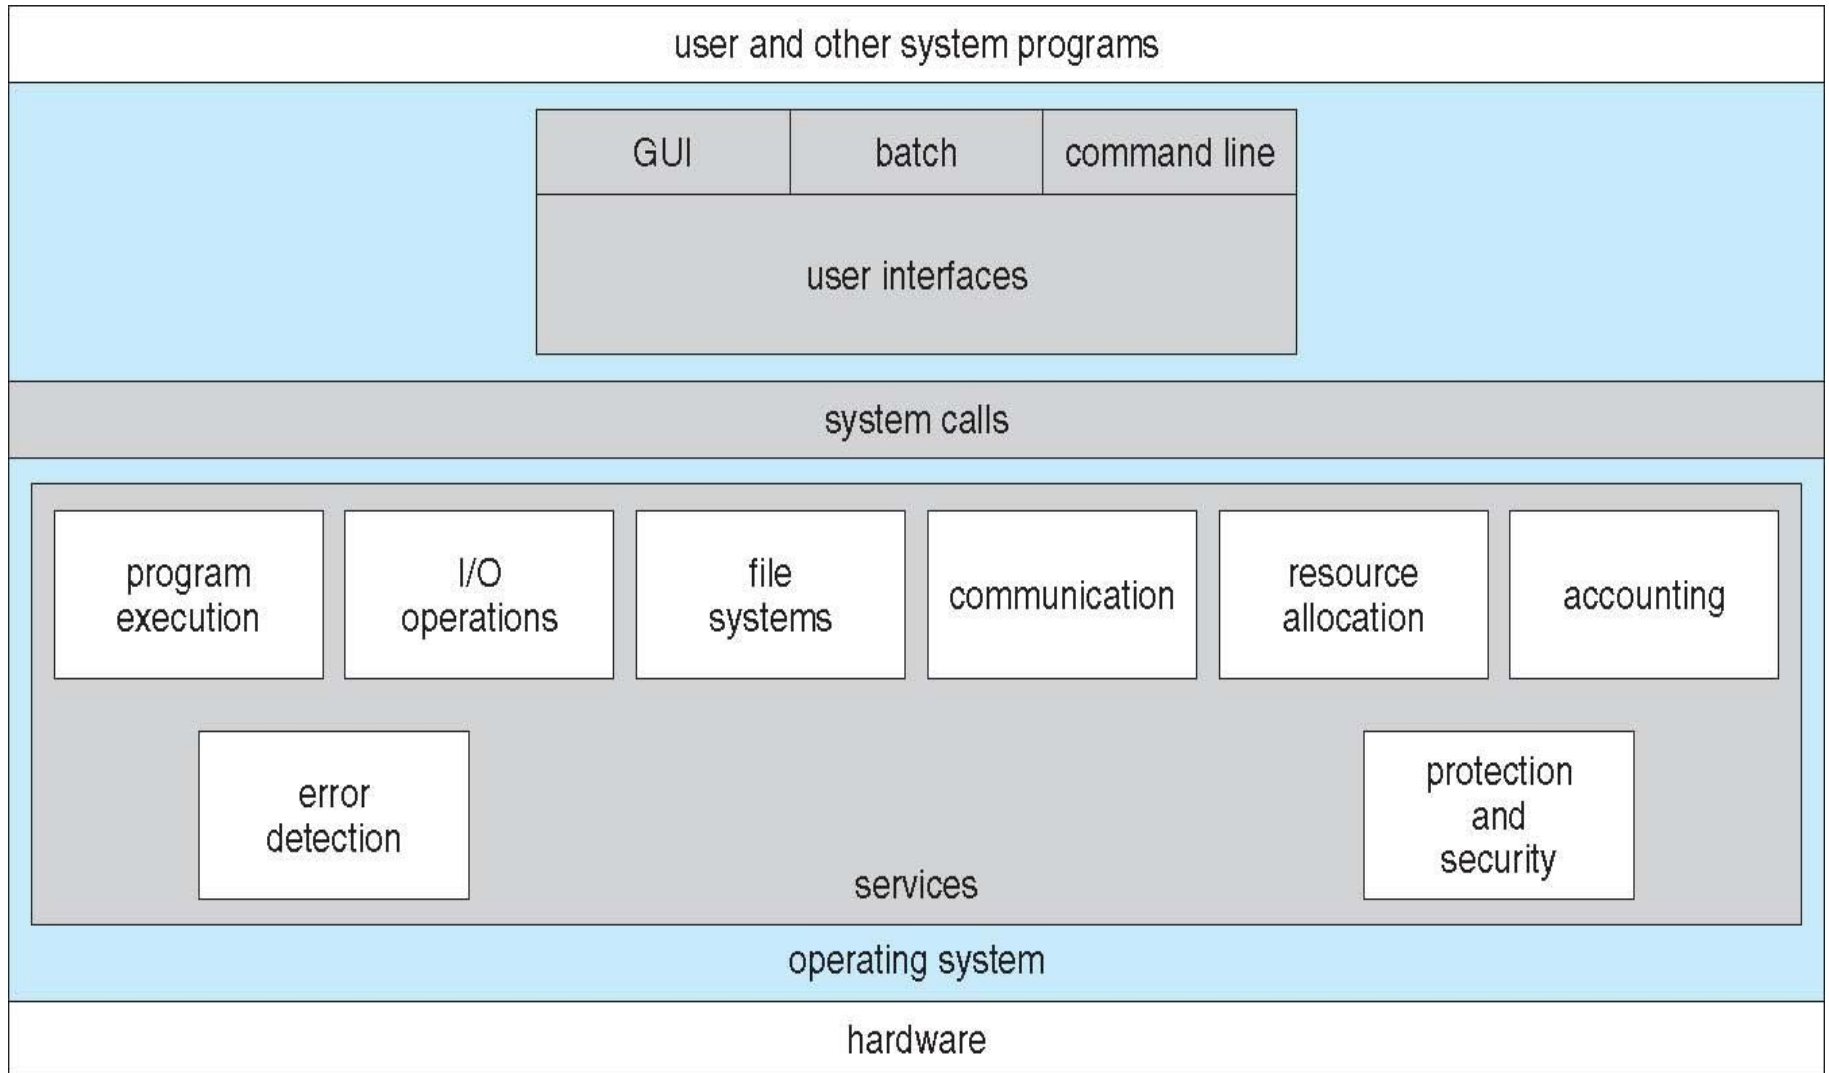 user and other system programs
GUI
batch
command line
user interfaces
system calls
program
execution
I/O
operations
file
systems
communication
resource
allocation
accounting
error
detection
protection
and
security
services
operating system
hardware